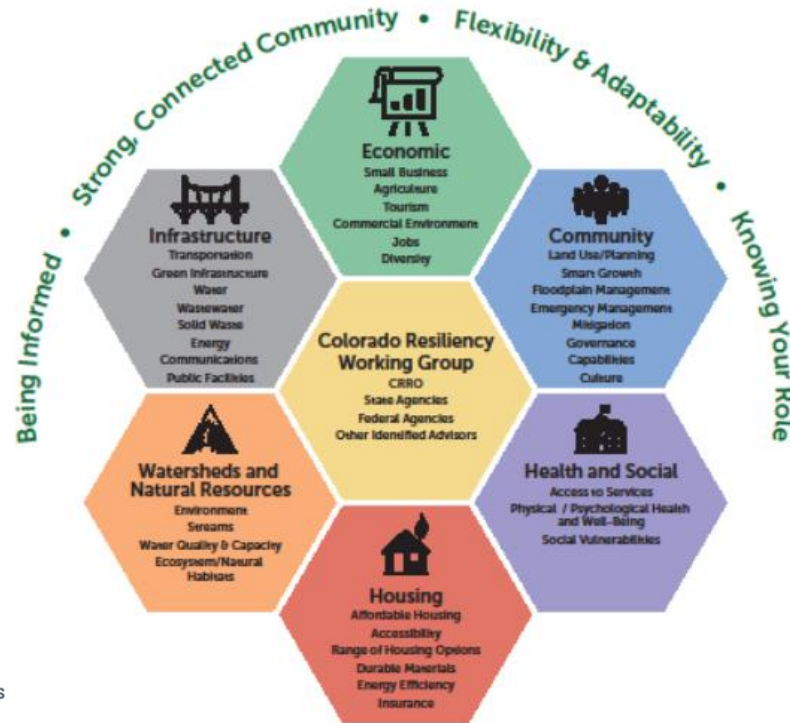 Being Informed • Strong, Connected Community • Flexibility & Adaptability • Knowing Your Role
Economic
Small Business
Agriculture
Tourism
Commercial Environment
Jobs
Diversity
Infrastructure
Transportation
Green Infrastructure
Water
Wastewater
Solid Waste
Energy
Communications
Public Facilities
Community
Land Use/Planning
Smart Growth
Floodplain Management
Emergency Management
Mitigation
Governance
Capabilities
Culture
Colorado Resiliency
Working Group
CRRO
State Agencies
Federal Agencies
Other Identified Advisors
Watersheds and
Natural Resources
Environment
Streams
Water Quality & Capacity
Ecosystem/Natural
Habitats
Health and Social
Access to Services
Physical / Psychological Health
and Well-Being
Social Vulnerabilities
Housing
Affordable Housing
Accessibility
Range of Housing Options
Durable Materials
Energy Efficiency
Insurance
s